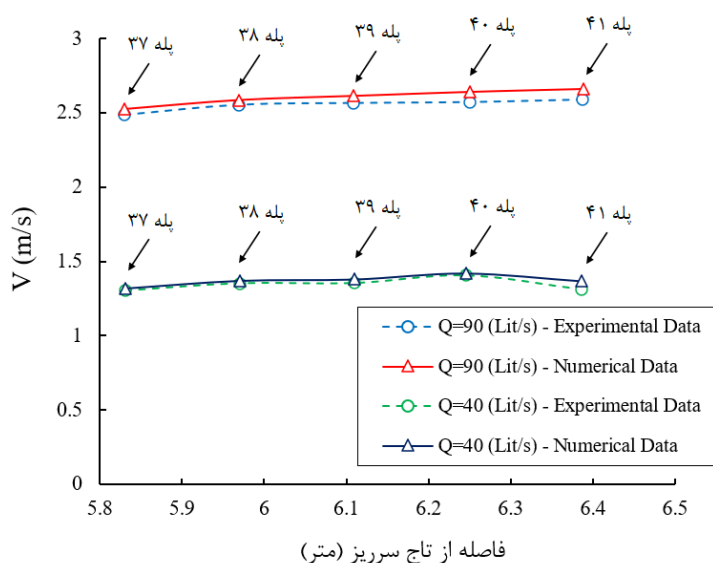 3
2.5
2
1.5
1
0.5
0
V (m/s)
پله ۳۷
پله ۳۸
پله ۳۹
پله ۴۰
پله ۴۱
پله ۳۷
پله ۳۸
پله ۳۹
پله ۴۰
پله ۴۱
Q=90 (Lit/s) - Experimental Data
Q=90 (Lit/s) - Numerical Data
Q=40 (Lit/s) - Experimental Data
Q=40 (Lit/s) - Numerical Data
5.8 5.9 6 6.1 6.2 6.3 6.4 6.5
فاصله از تاج سرریز (متر)